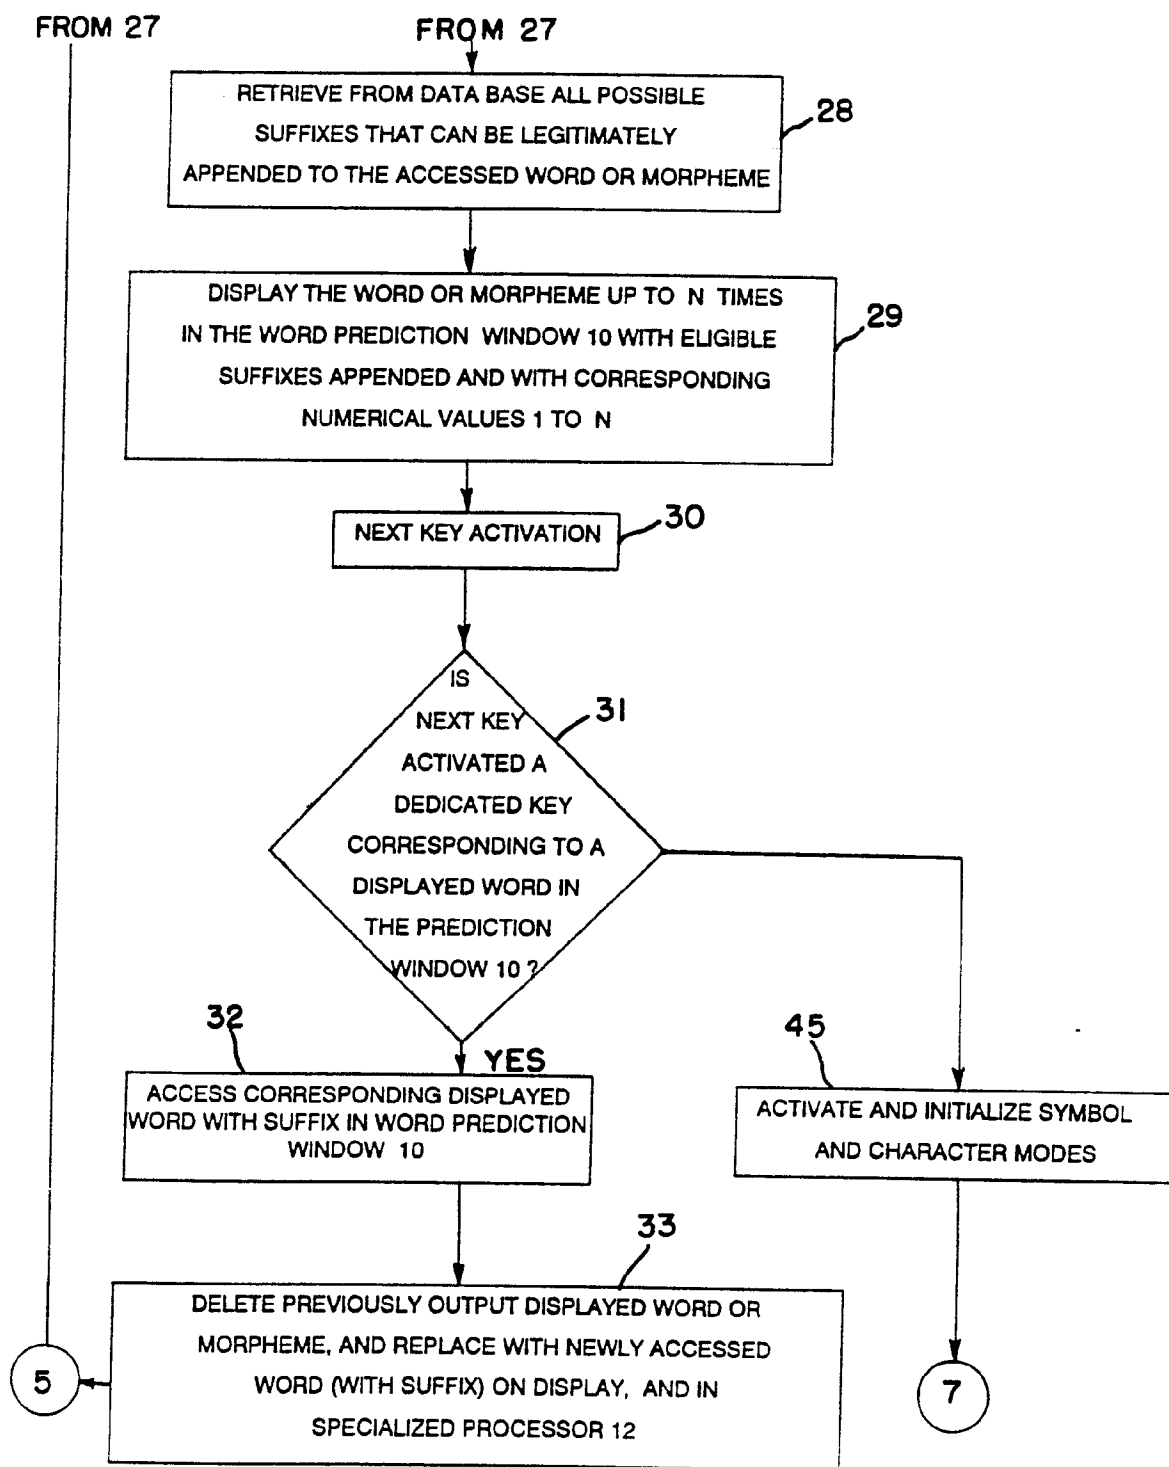 FROM 27
FROM 27
RETRIEVE FROM DATA BASE ALL POSSIBLE
SUFFIXES THAT CAN BE LEGITIMATELY
APPENDED TO THE ACCESSED WORD OR MORPHEME
28
DISPLAY THE WORD OR MORPHEME UP TO N TIMES
IN THE WORD PREDICTION WINDOW 10 WITH ELIGIBLE
SUFFIXES APPENDED AND WITH CORRESPONDING
NUMERICAL VALUES 1 TO N
29
NEXT KEY ACTIVATION
30
IS
NEXT KEY
ACTIVATED A
DEDICATED KEY
CORRESPONDING TO A
DISPLAYED WORD IN
THE PREDICTION
WINDOW 10 ?
31
YES
32
ACCESS CORRESPONDING DISPLAYED
WORD WITH SUFFIX IN WORD PREDICTION
WINDOW 10
45
ACTIVATE AND INITIALIZE SYMBOL
AND CHARACTER MODES
33
DELETE PREVIOUSLY OUTPUT DISPLAYED WORD OR
MORPHEME, AND REPLACE WITH NEWLY ACCESSED
WORD (WITH SUFFIX) ON DISPLAY, AND IN
SPECIALIZED PROCESSOR 12
5
7